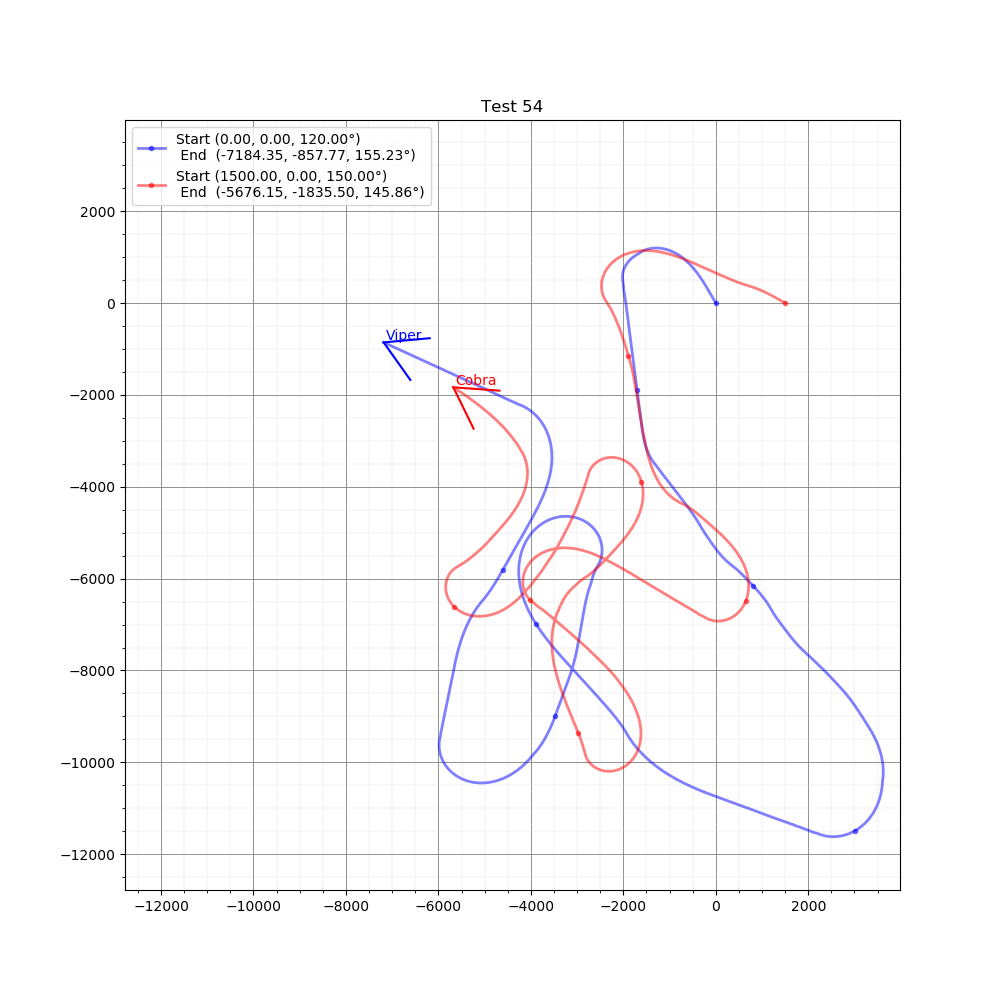 Test 54
Start (0.00, 0.00, 120.00°)
End (-7184.35, -857.77, 155.23°)
Start (1500.00, 0.00, 150.00°)
End (-5676.15, -1835.50, 145.86°)
2000
0
−2000
−4000
−6000
−8000
−10000
−12000
Viper
Cobra
−12000 −10000 −8000 −6000 −4000 −2000 0 2000